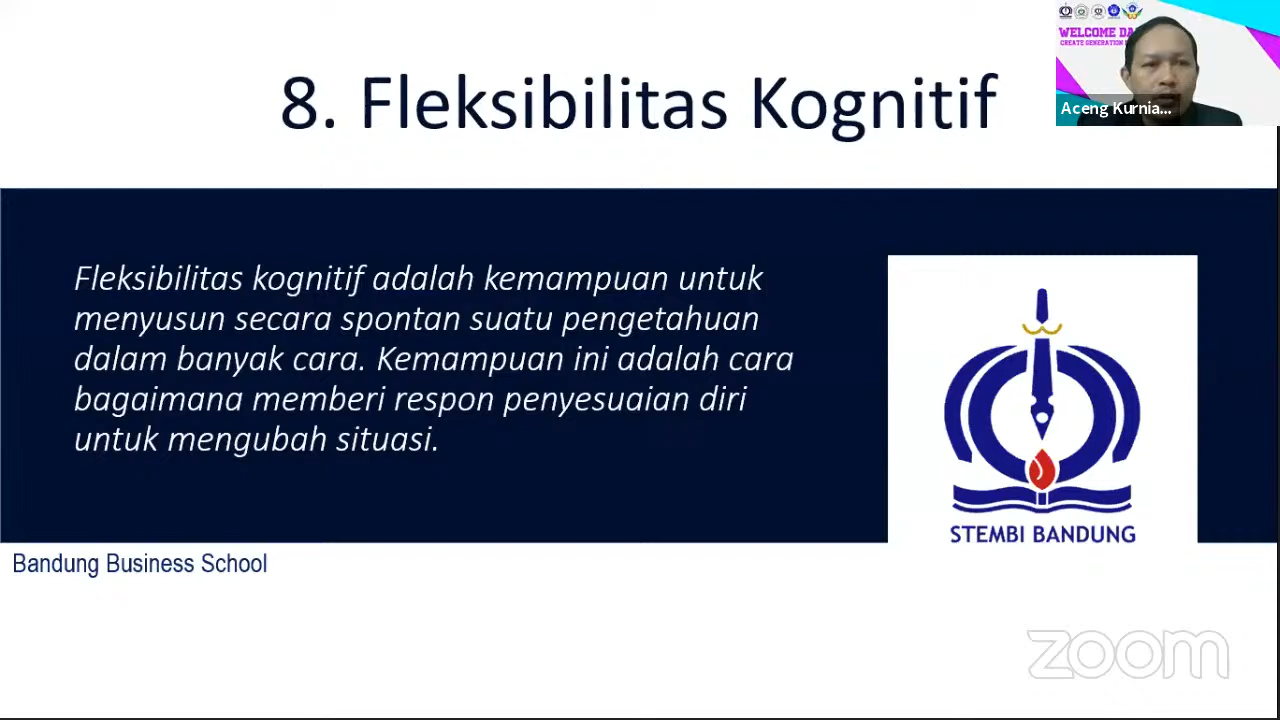 8. Fleksibilitas Kognitif
WELCOME DA
CREATE GENERATION
Aceng Kurnia...
Fleksibilitas kognitif adalah kemampuan untuk
menyusun secara spontan suatu pengetahuan
dalam banyak cara. Kemampuan ini adalah cara
bagaimana memberi respon penyesuaian diri
untuk mengubah situasi.
STEMBI BANDUNG
Bandung Business School
zoom